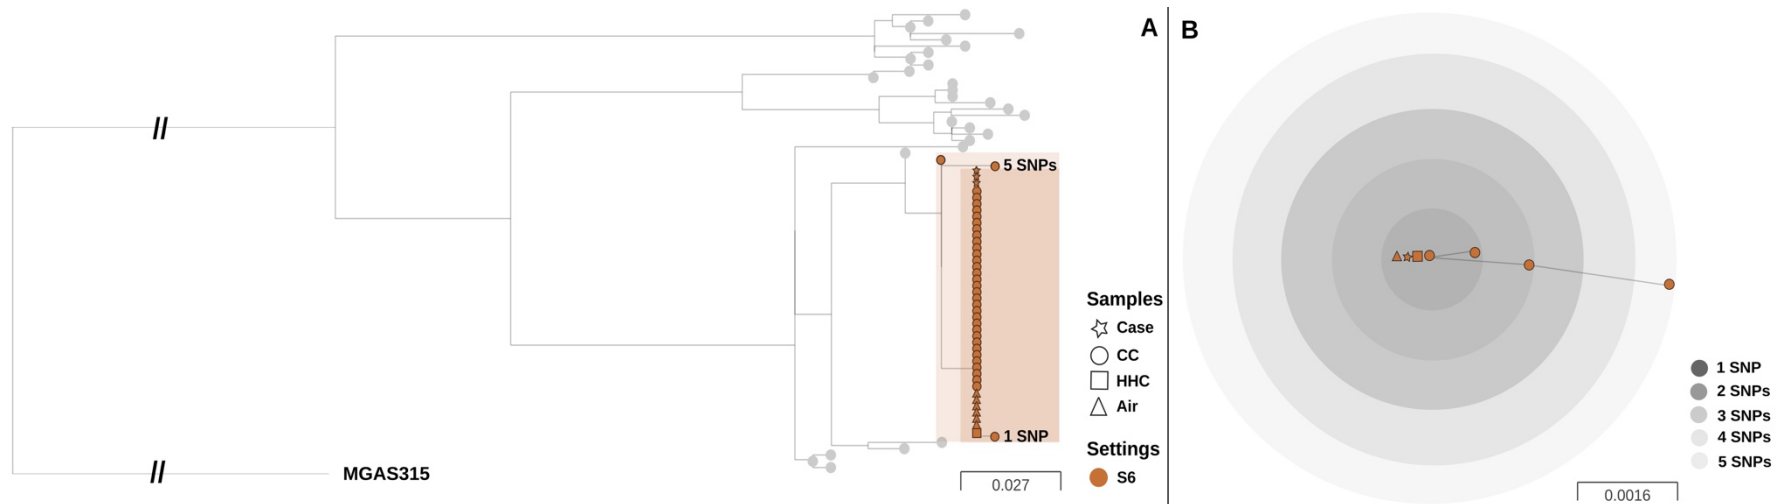 A
B
//
5 SNPs
Samples
Case
CC
HHC
Air
1 SNP
Settings
S6
//
MGAS315
0.027
1 SNP
2 SNPs
3 SNPs
4 SNPs
5 SNPs
0.0016